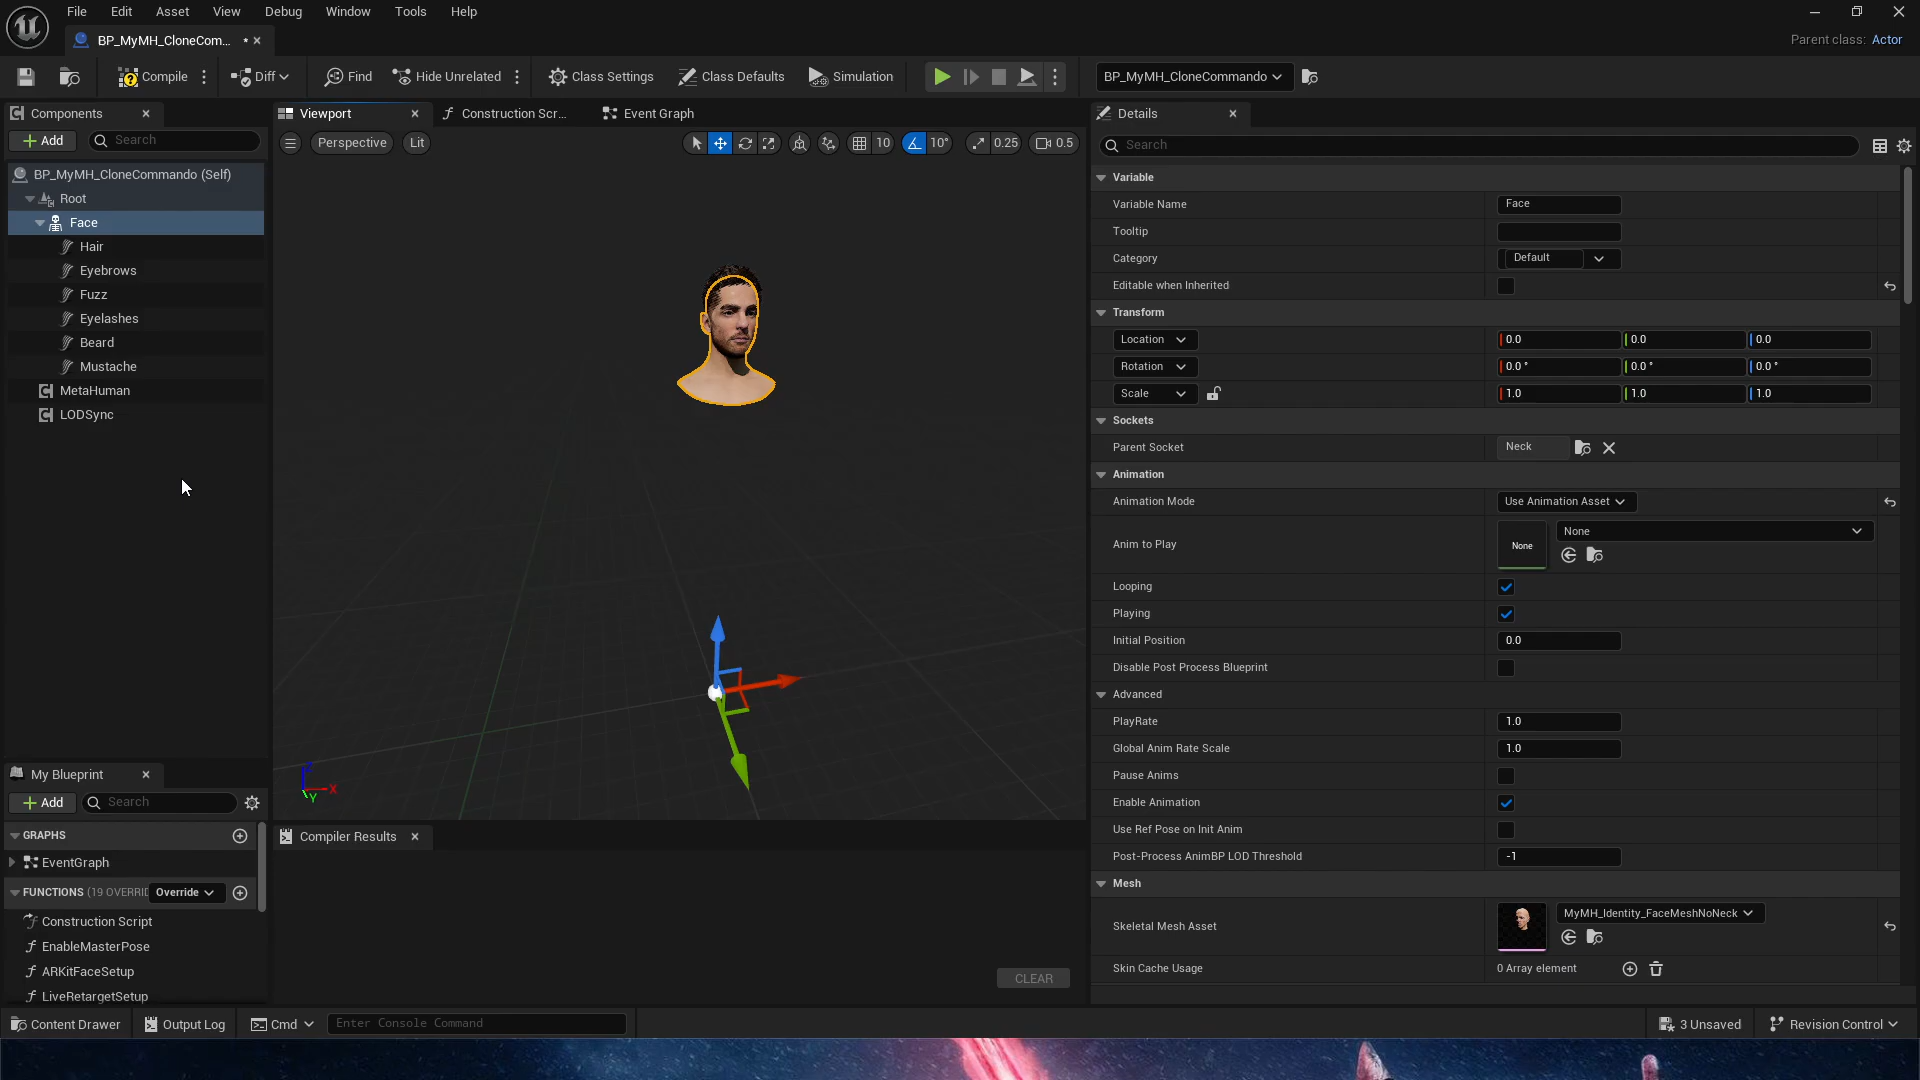 File Edit Asset View Debug Window Tools Help
BP_MyMH_CloneCom...
Parent class: Actor
Compile Diff Find Hide Unrelated Class Settings Class Defaults Simulation BP_MyMH_CloneCommando
Components
Add Search
BP_MyMH_CloneCommando (Self)
Root
Face
Hair
Eyebrows
Fuzz
Eyelashes
Beard
Mustache
MetaHuman
LODSync
My Blueprint
Add Search
GRAPHS
EventGraph
FUNCTIONS (19 OVERRID Override
Construction Script
EnableMasterPose
ARKitFaceSetup
LiveRetargetSetup
Viewport Construction Scr... Event Graph
Perspective Lit 10 10° 0.25 0.5
X
Y
Compiler Results
CLEAR
Details
Search
Variable
Variable Name Face
Tooltip
Category Default
Editable when Inherited
Transform
Location 0.0 0.0 0.0
Rotation 0.0 ° 0.0 ° 0.0 °
Scale 1.0 1.0 1.0
Sockets
Parent Socket Neck
Animation
Animation Mode Use Animation Asset
Anim to Play None None
Looping
Playing
Initial Position 0.0
Disable Post Process Blueprint
Advanced
PlayRate 1.0
Global Anim Rate Scale 1.0
Pause Anims
Enable Animation
Use Ref Pose on Init Anim
Post-Process AnimBP LOD Threshold -1
Mesh
Skeletal Mesh Asset MyMH_Identity_FaceMeshNoNeck
Skin Cache Usage 0 Array element
Content Drawer Output Log Cmd Enter Console Command 3 Unsaved Revision Control